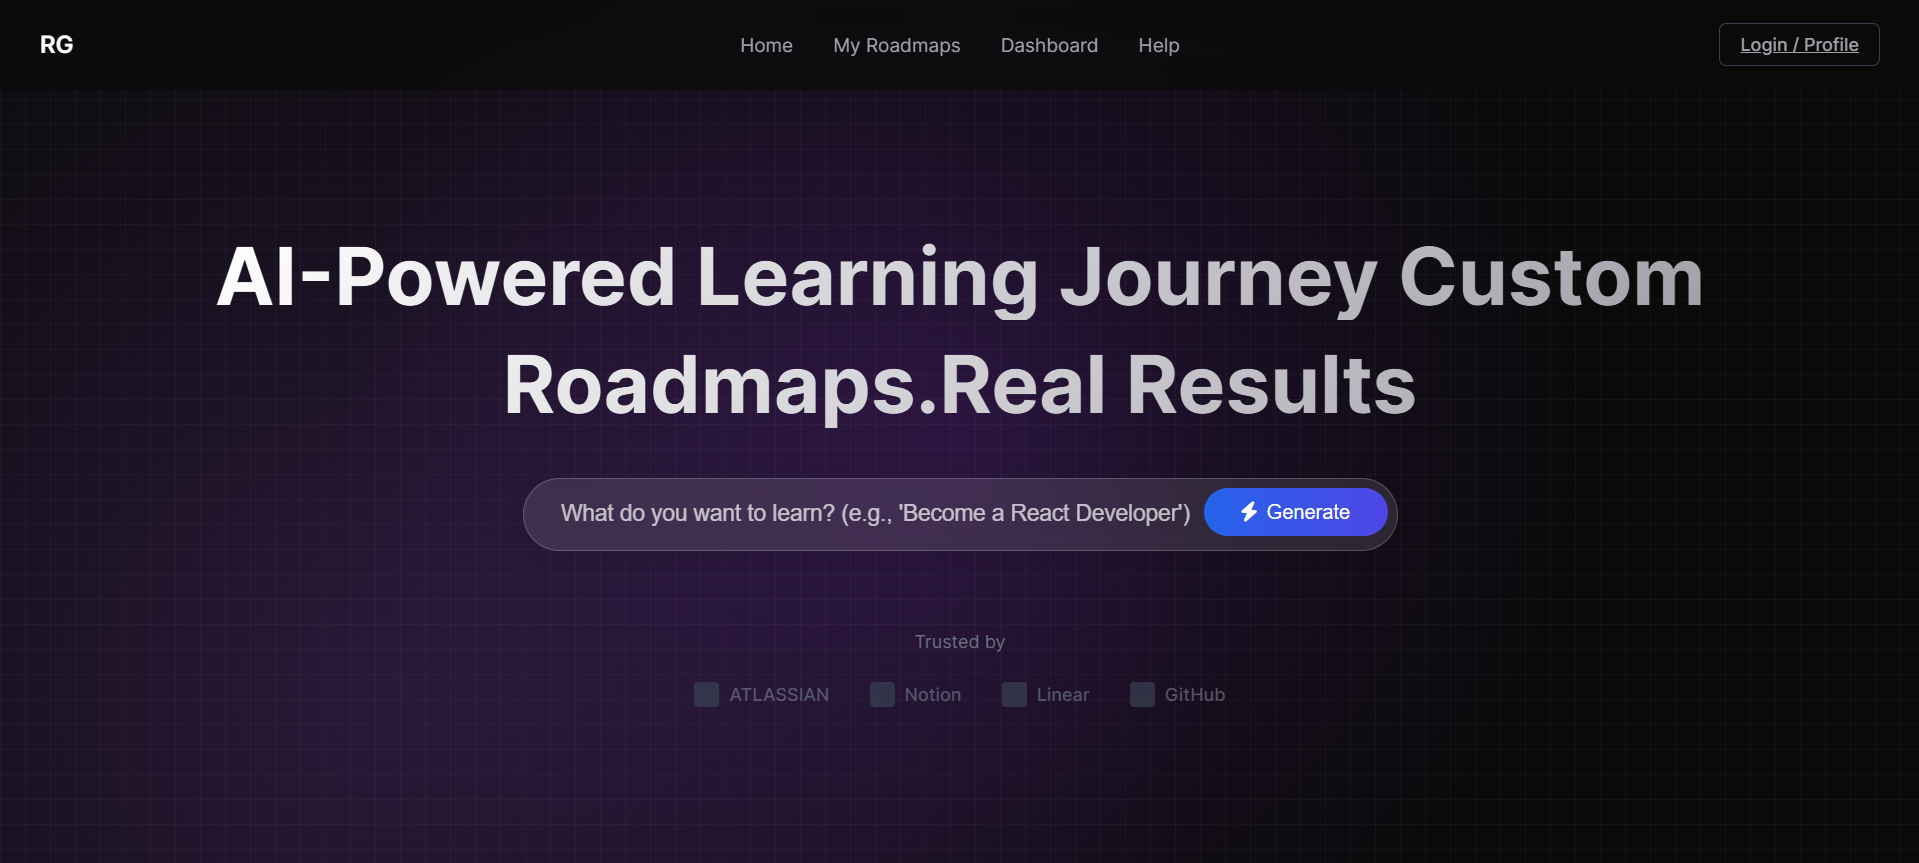 RG
Home
My Roadmaps
Dashboard
Help
Login / Profile
AI-Powered Learning Journey Custom
Roadmaps.Real Results
What do you want to learn? (e.g., 'Become a React Developer')
Generate
Trusted by
ATLASSIAN
Notion
Linear
GitHub